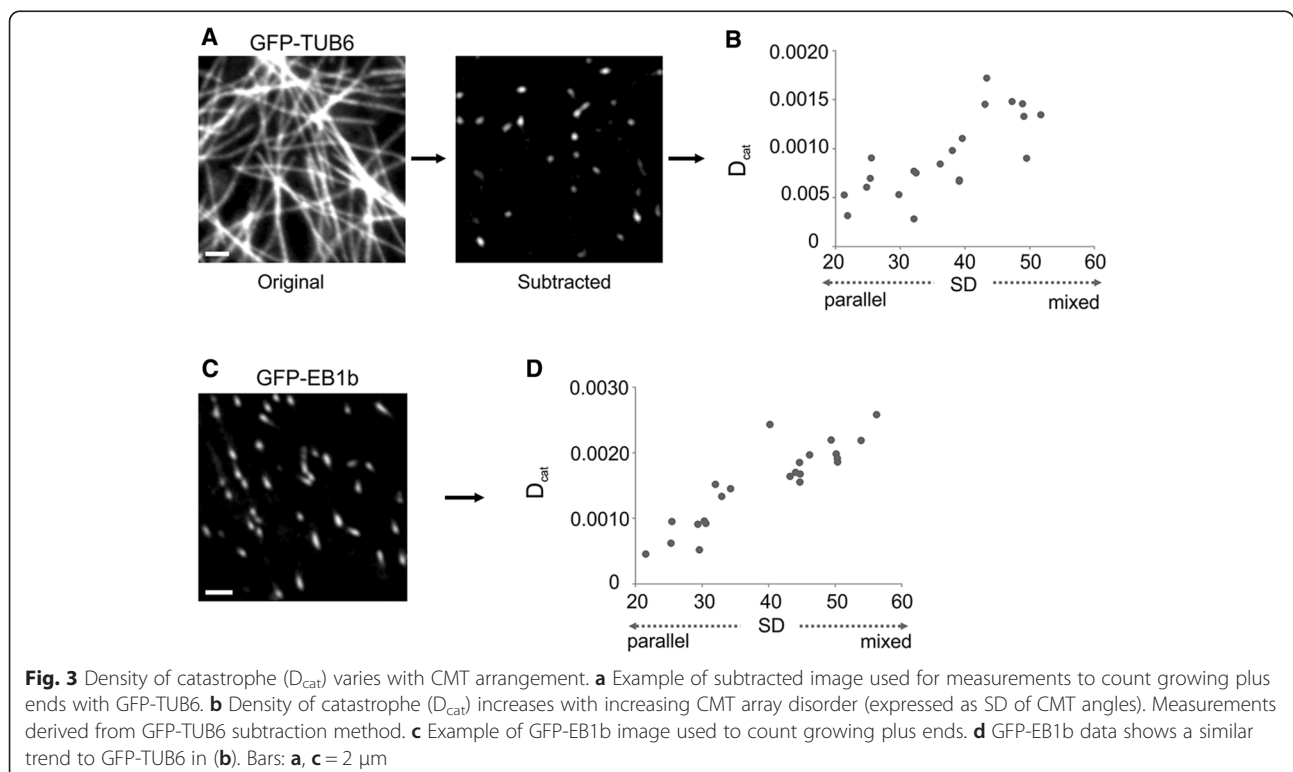 A
GFP-TUB6
Original
Subtracted
B
0.0020
0.0015
0.0010
0.005
0
Dcat
20 30 40 50 60
parallel SD mixed
C
GFP-EB1b
D
0.0030
0.0020
0.0010
0
Dcat
20 30 40 50 60
parallel SD mixed
Fig. 3 Density of catastrophe (Dcat) varies with CMT arrangement. a Example of subtracted image used for measurements to count growing plus
ends with GFP-TUB6. b Density of catastrophe (Dcat) increases with increasing CMT array disorder (expressed as SD of CMT angles). Measurements
derived from GFP-TUB6 subtraction method. c Example of GFP-EB1b image used to count growing plus ends. d GFP-EB1b data shows a similar
trend to GFP-TUB6 in (b). Bars: a, c = 2 μm